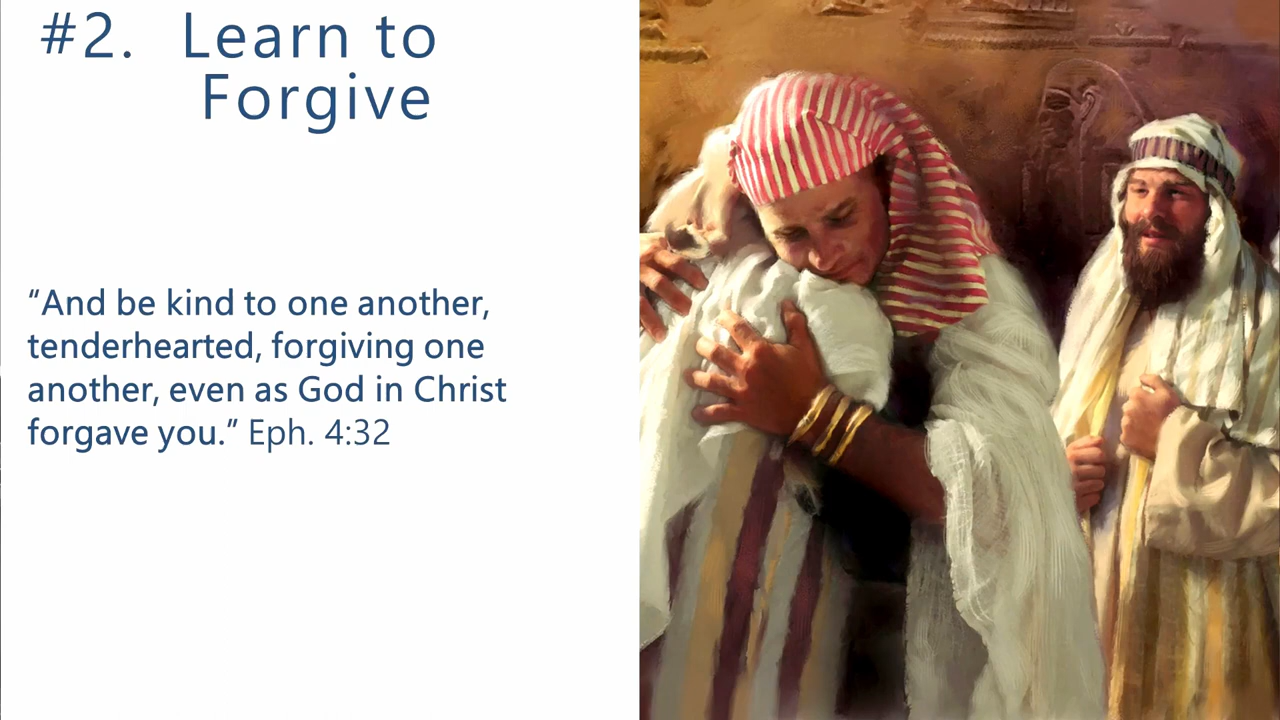 #2. Learn to
Forgive
“And be kind to one another,
tenderhearted, forgiving one
another, even as God in Christ
forgave you.” Eph. 4:32